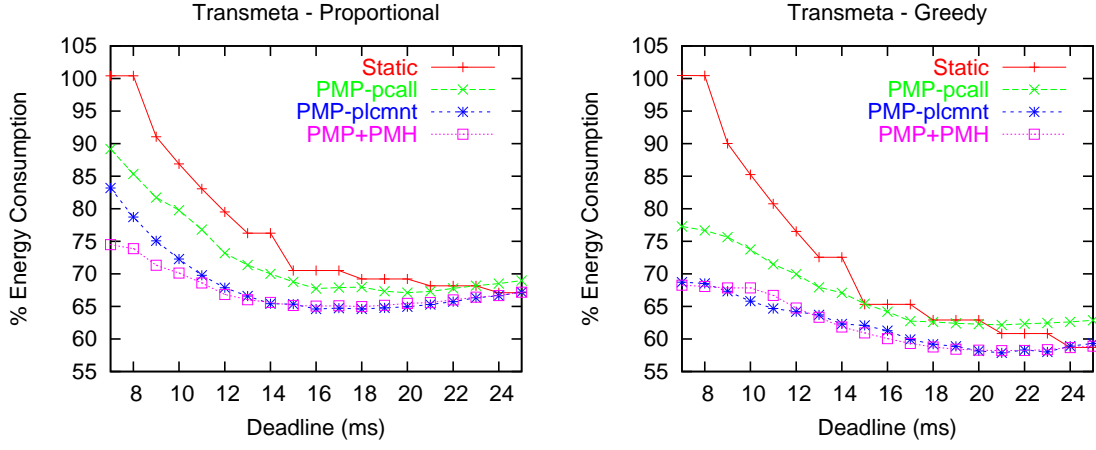 Transmeta - Proportional
105
100
95
90
85
80
75
70
65
60
55
% Energy Consumption
Static
PMP-pcall
PMP-plcmnt
PMP+PMH
8 10 12 14 16 18 20 22 24
Deadline (ms)
Transmeta - Greedy
105
100
95
90
85
80
75
70
65
60
55
% Energy Consumption
Static
PMP-pcall
PMP-plcmnt
PMP+PMH
8 10 12 14 16 18 20 22 24
Deadline (ms)